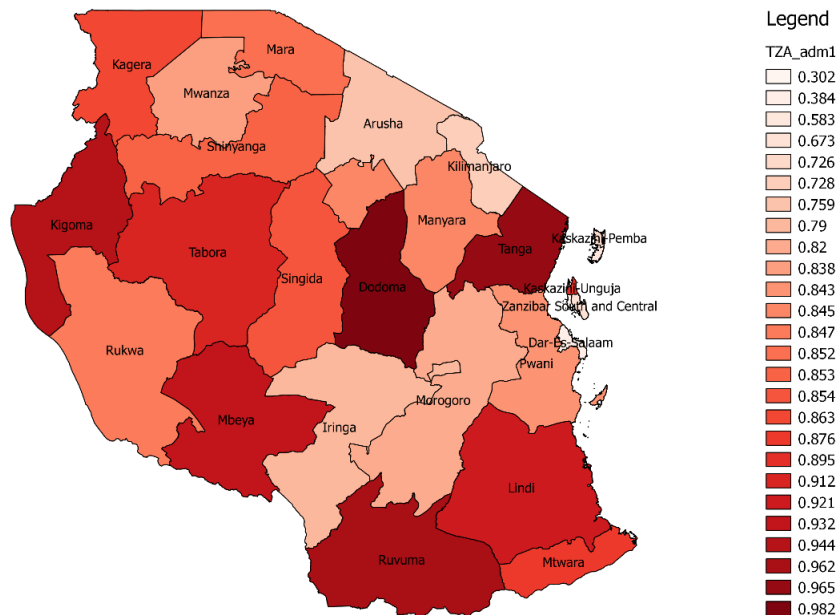 Legend
TZA_adm1
0.302
0.384
0.583
0.673
0.726
0.728
0.759
0.79
0.82
0.838
0.843
0.845
0.847
0.852
0.853
0.854
0.863
0.876
0.895
0.912
0.921
0.932
0.944
0.962
0.965
0.982
Mara
Kagera
Mwanza
Arusha
Shinyanga
Kilimanjaro
Kigoma
Manyara
Kaskazini-Pemba
Tabora
Tanga
Singida
Dodoma
Kaskazini-Unguja
Zanzibar South and Central
Dar-Es-Salaam
Rukwa
Pwani
Morogoro
Mbeya
Iringa
Lindi
Ruvuma
Mtwara